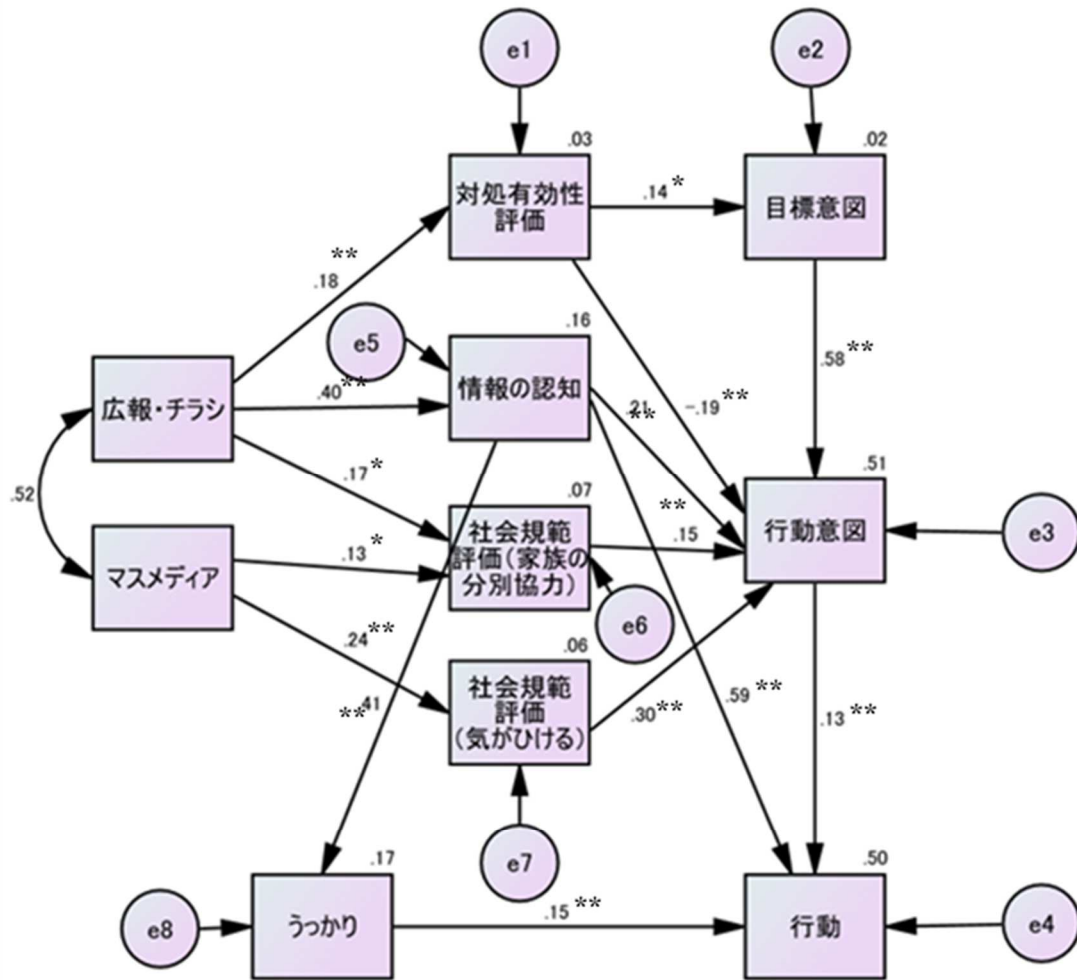 e1
e2
.03
.02
対処有効性
評価
.14*
目標意図
**
.18
e5
.16
-.19**
.58**
広報・チラシ
.40**
情報の認知
.21
**
.52
.17*
.07
**
.51
マスメディア
.13*
社会規範
評価(家族の
分別協力)
.15
行動意図
e3
.24**
e6
.06
社会規範
評価
(気がひける)
**.41
.30**
.59**
.13**
e7
.17
.50
e8
うっかり
.15**
行動
e4